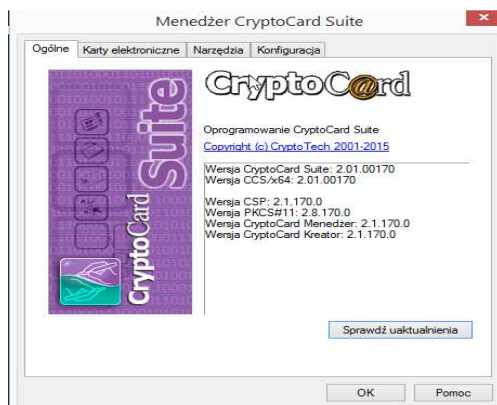 Menedżer CryptoCard Suite
Ogólne Karty elektroniczne Narzędzia Konfiguracja
CryptoCard Suite
CryptoC@rd
Oprogramowanie CryptoCard Suite
Copyright (c) CryptoTech 2001-2015
Wersja CryptoCard Suite: 2.01.00170
Wersja CCS/x64: 2.01.00170
Wersja CSP: 2.1.170.0
Wersja PKCS#11: 2.8.170.0
Wersja CryptoCard Menedżer: 2.1.170.0
Wersja CryptoCard Kreator: 2.1.170.0
Sprawdź uaktualnienia
OK Pomoc